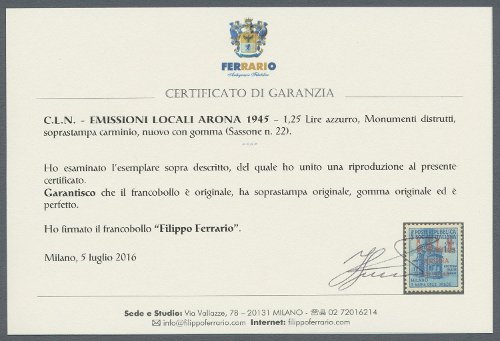 FERRARIO
Antiquariato Filatelico
CERTIFICATO DI GARANZIA
C.L.N. - EMISSIONI LOCALI ARONA 1945 – 1,25 Lire azzurro, Monumenti distrutti,
soprastampa carminio, nuovo con gomma (Sassone n. 22).
Ho esaminato l'esemplare sopra descritto, del quale ho unito una riproduzione al presente
certificato.
Garantisco che il francobollo è originale, ha soprastampa originale, gomma originale ed è
perfetto.
Ho firmato il francobollo "Filippo Ferrario".
Milano, 5 luglio 2016
MILANO
Sede e Studio: Via Vallazze, 78 – 20131 MILANO - ☎ 02 72016214
✉ info@filippoferrario.com Internet: filippoferrario.com